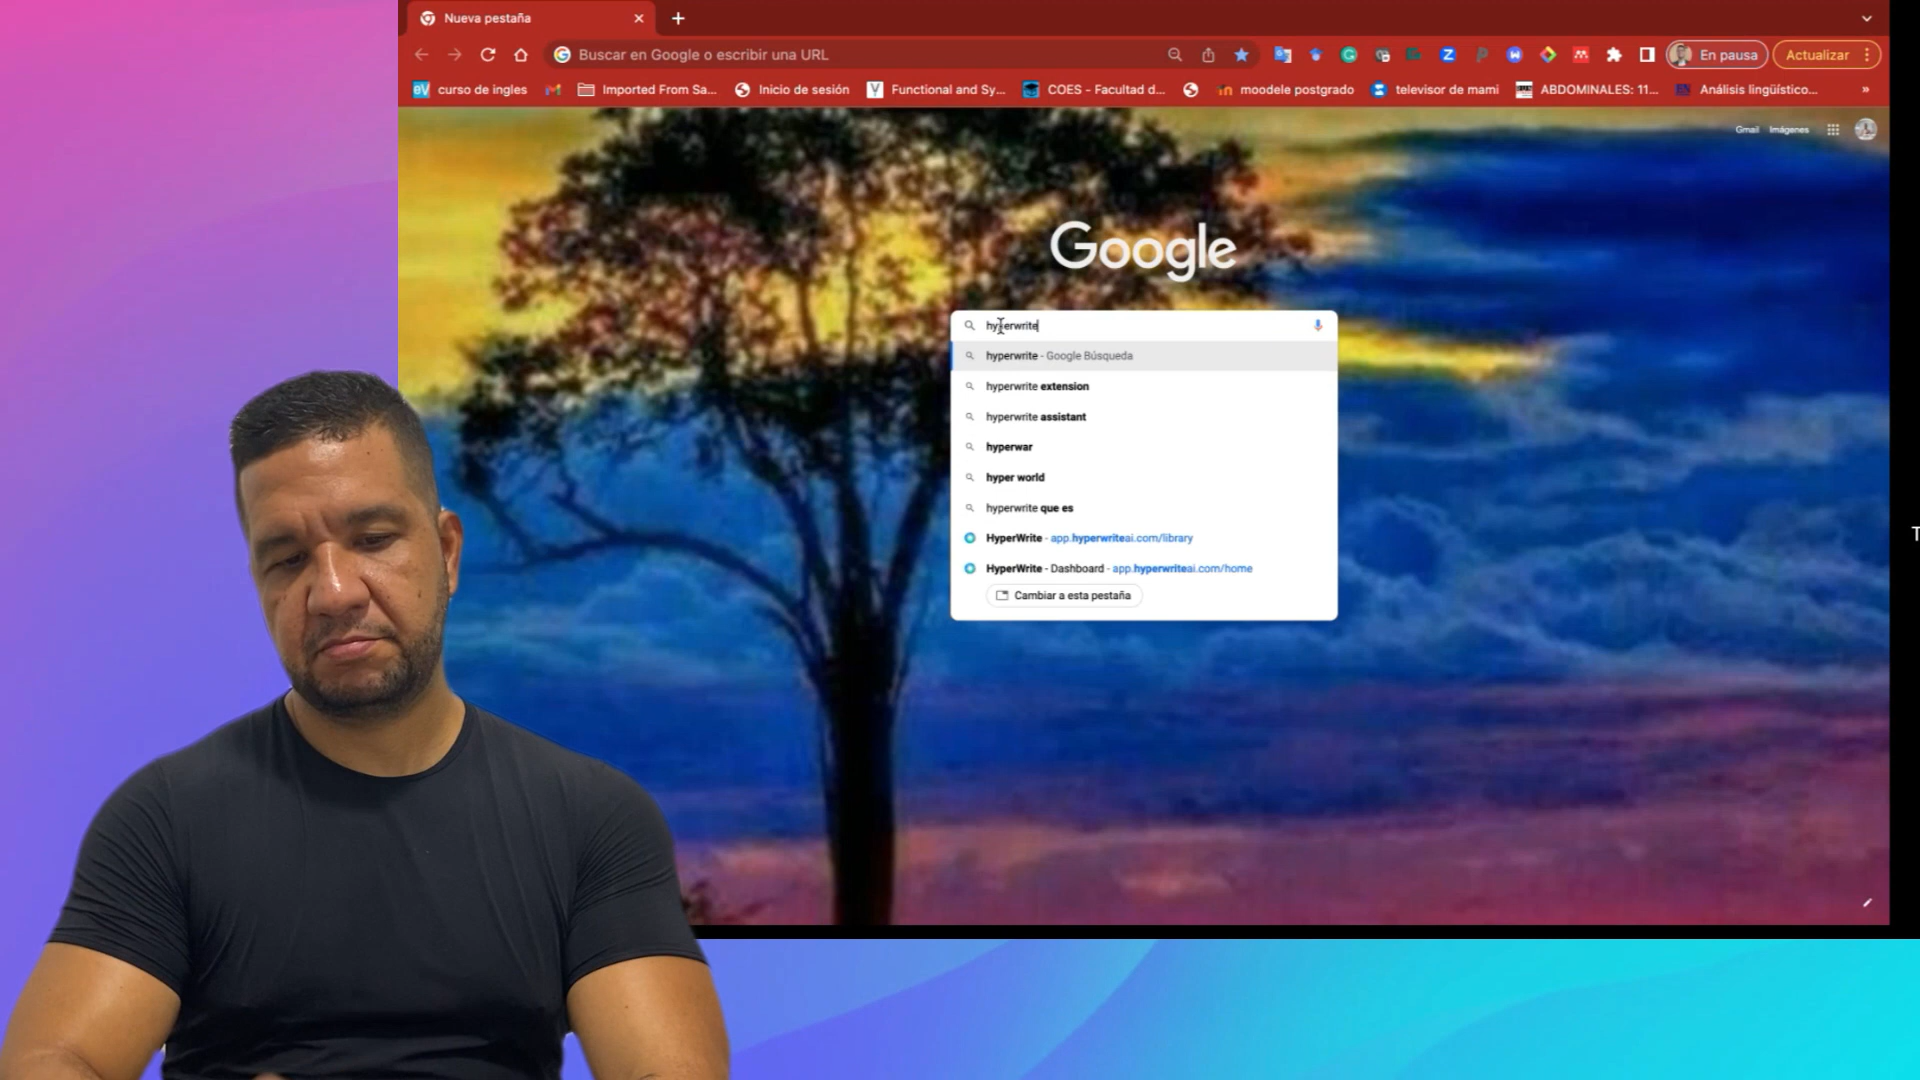 Nueva pestaña
Buscar en Google o escribir una URL
En pausa
Actualizar
curso de ingles
Imported From Sa...
Inicio de sesión
Functional and Sy...
COES - Facultad d...
moodele postgrado
televisor de mami
ABDOMINALES: 11...
Análisis lingüístico...
»
Gmail Imágenes
Google
hyperwrite
hyperwrite - Google Búsqueda
hyperwrite extension
hyperwrite assistant
hyperwar
hyper world
hyperwrite que es
HyperWrite - app.hyperwriteai.com/library
HyperWrite - Dashboard - app.hyperwriteai.com/home
Cambiar a esta pestaña
T